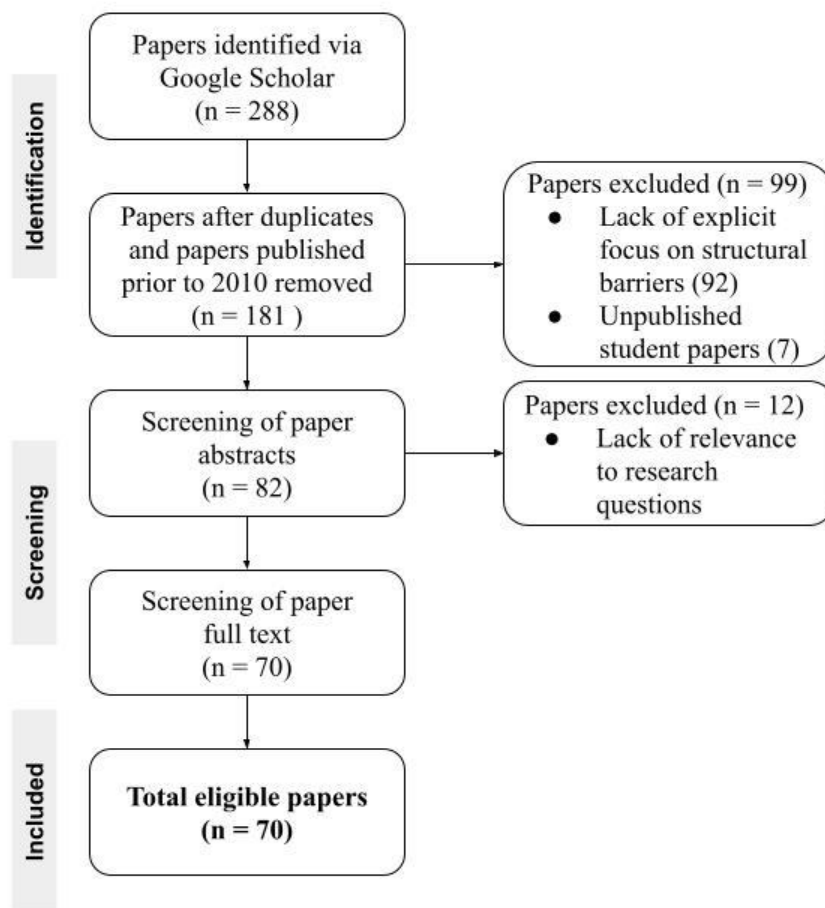 Identification
Papers identified via
Google Scholar
(n = 288)
Papers after duplicates
and papers published
prior to 2010 removed
(n = 181 )
Papers excluded (n = 99)
● Lack of explicit
focus on structural
barriers (92)
● Unpublished
student papers (7)
Screening
Screening of paper
abstracts
(n = 82)
Papers excluded (n = 12)
● Lack of relevance
to research
questions
Screening of paper
full text
(n = 70)
Included
Total eligible papers
(n = 70)